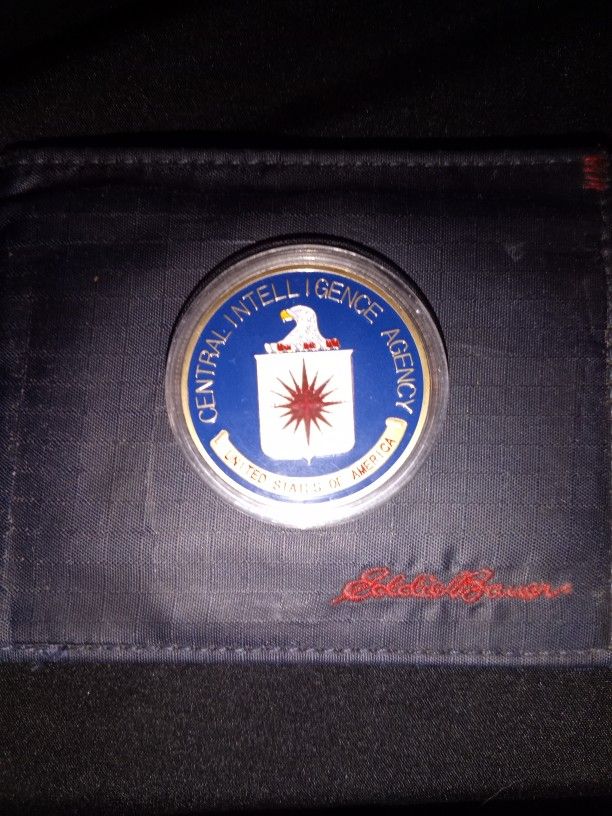 CENTRAL INTELLIGENCE AGENCY
UNITED STATES OF AMERICA
Eddie Bauer